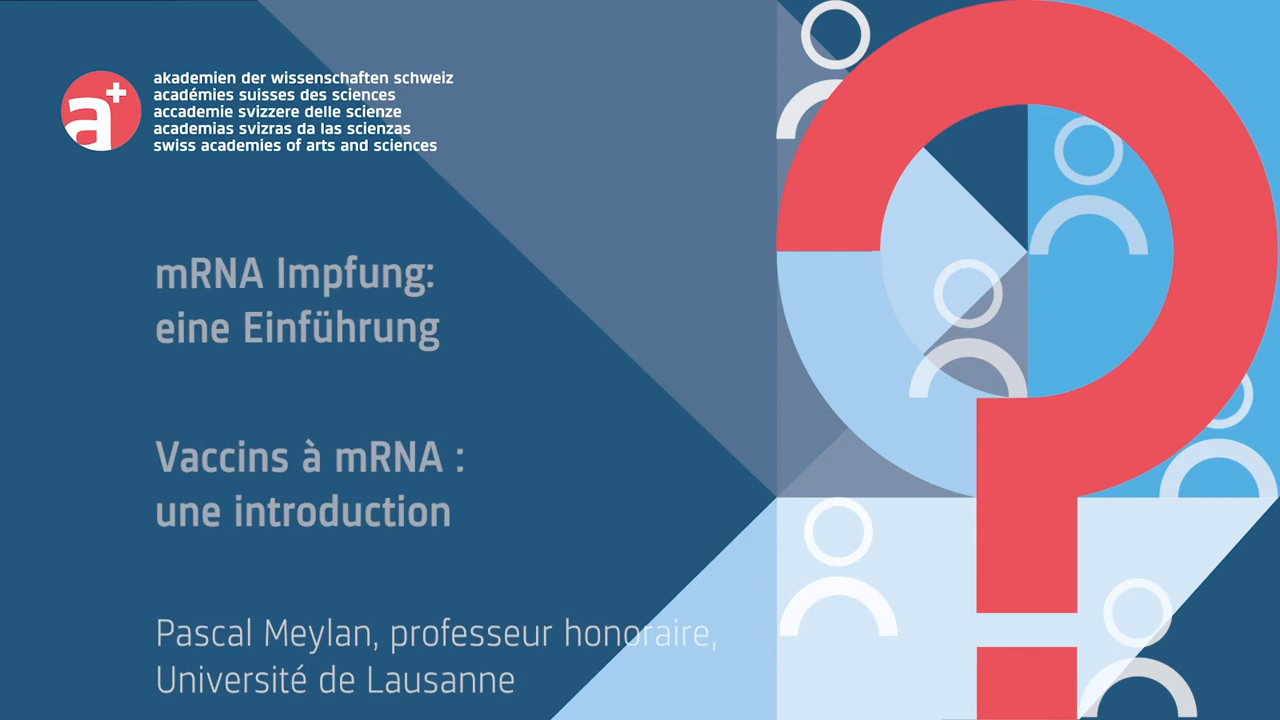 a+
akademien der wissenschaften schweiz
académies suisses des sciences
accademie svizzere delle scienze
academias svizras da las scienzas
swiss academies of arts and sciences
mRNA Impfung:
eine Einführung
Vaccins à mRNA :
une introduction
Pascal Meylan, professeur honoraire,
Université de Lausanne